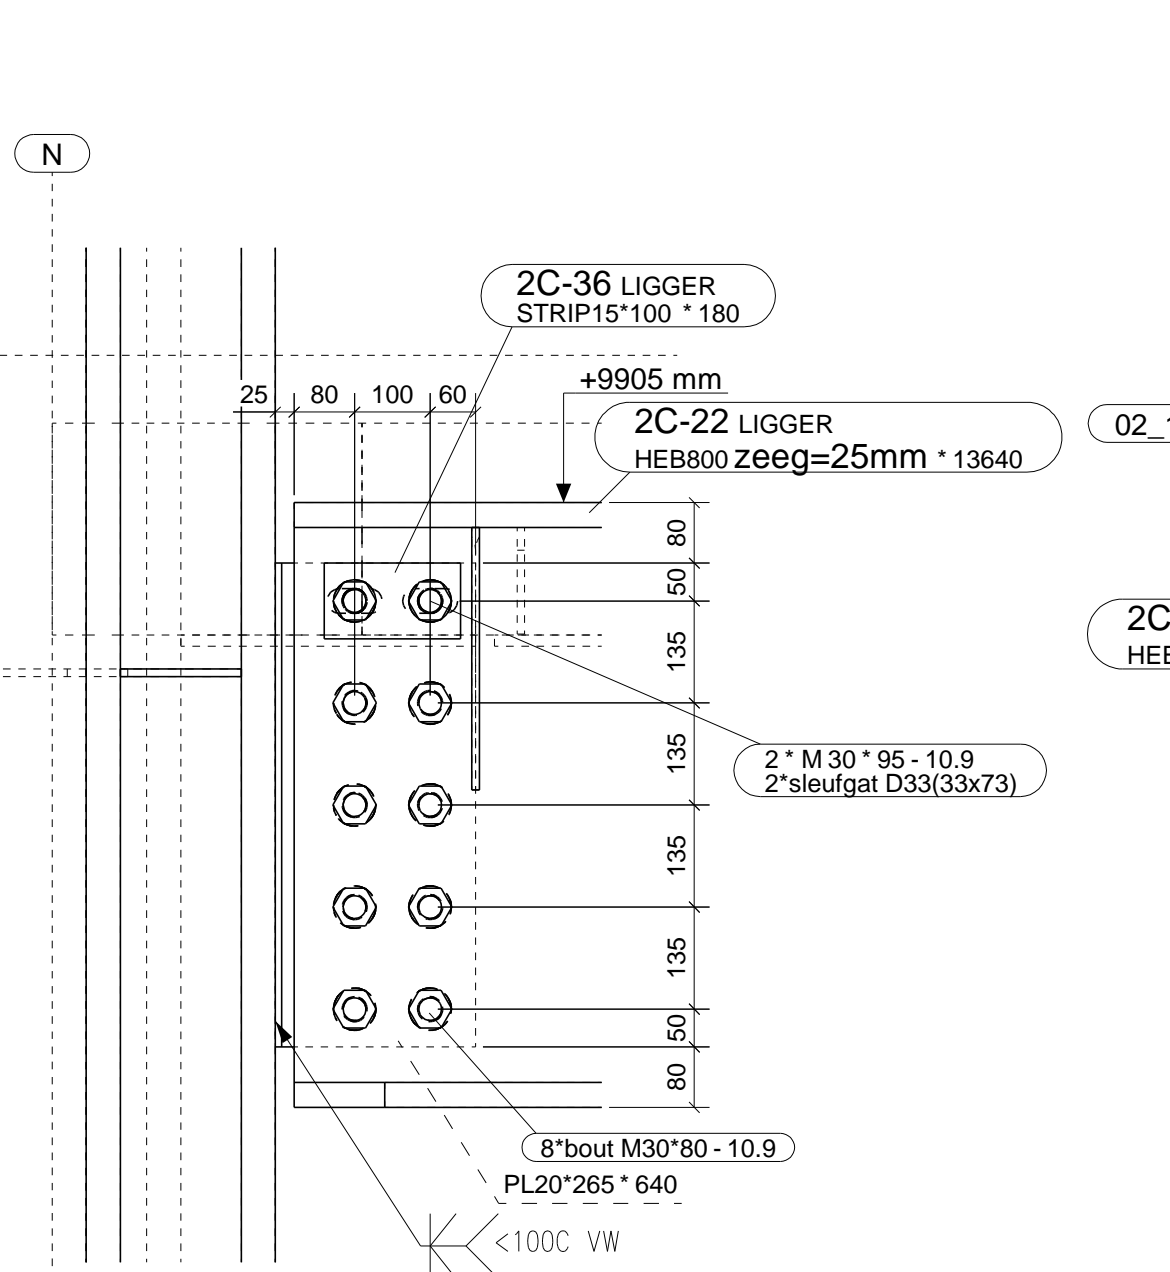 N
2C-36 LIGGER
STRIP15*100 * 180
+9905 mm
25 80 100 60
2C-22 LIGGER
HEB800 zeeg=25mm * 13640
02_1
80
50
135
2C
HEB
135
2 * M 30 * 95 - 10.9
2*sleufgat D33(33x73)
135
135
50
80
8*bout M30*80 - 10.9
PL20*265 * 640
<100C VW